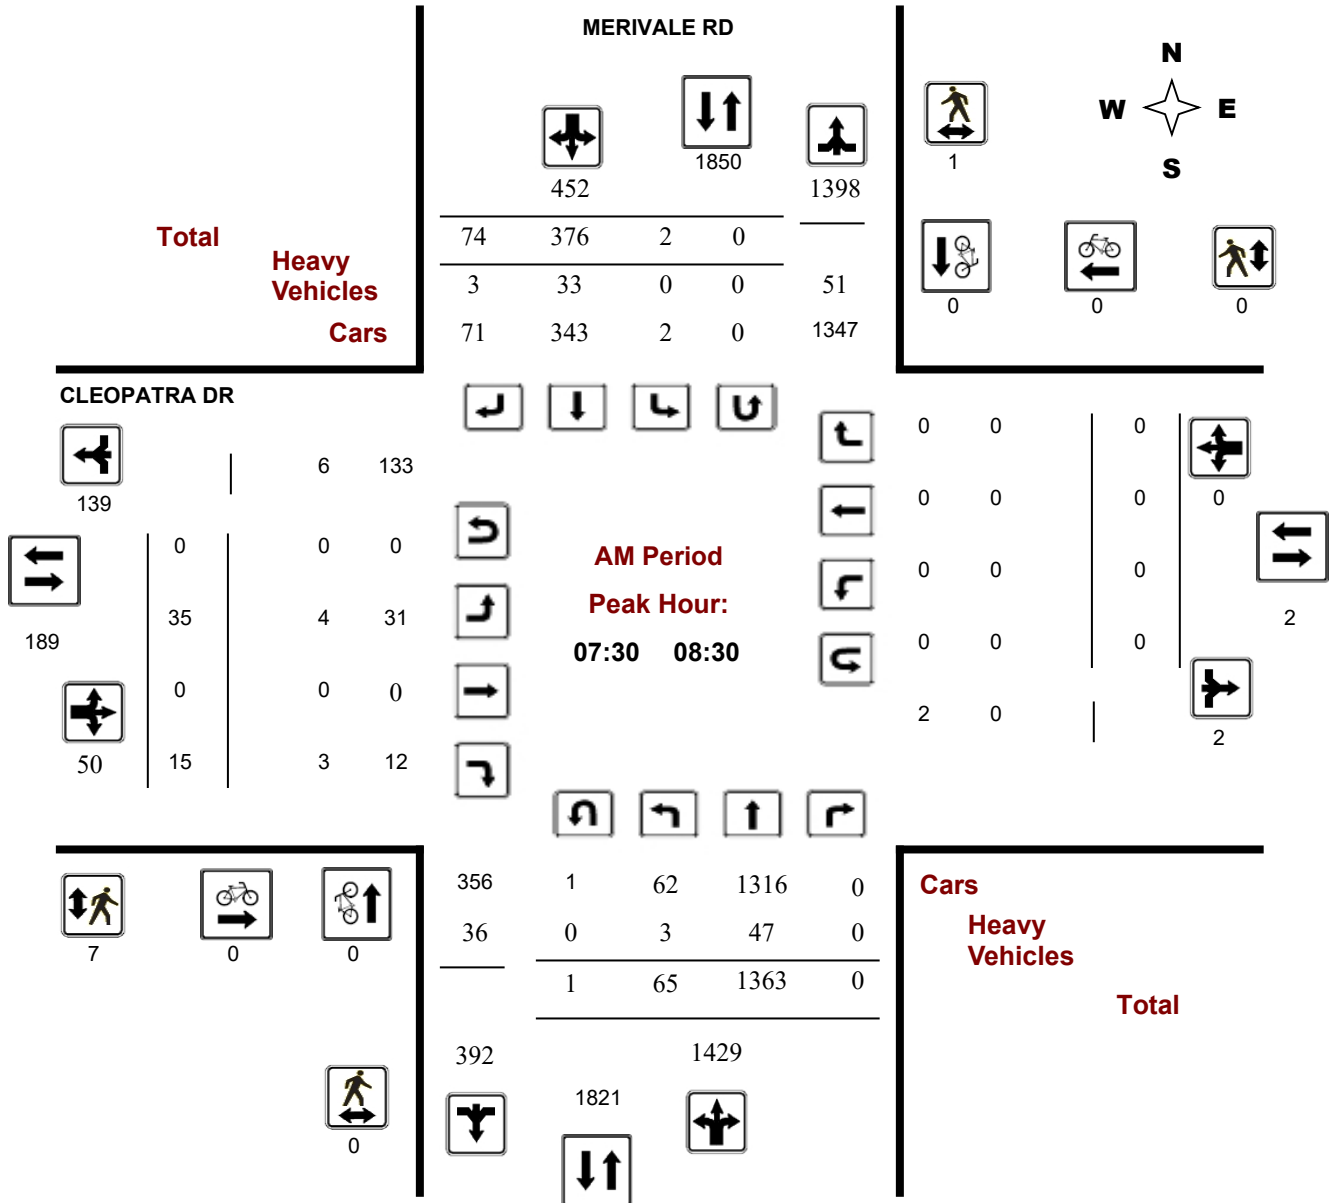 MERIVALE RD
N
W E
S
1850
1
452
1398
Total
74 376 2 0
Heavy
Vehicles
3 33 0 0 51
0 0 0
Cars
71 343 2 0 1347
CLEOPATRA DR
0 0 0
6 133
139
0 0 0 0
0 0 0
AM Period
0 0 0
Peak Hour:
35 4 31
2
189
07:30 08:30
0 0 0
0 0 0
2 0
2
50
15 3 12
356 1 62 1316 0
Cars
36 0 3 47 0
Heavy
Vehicles
7 0 0
1 65 1363 0
Total
392
1429
1821
0